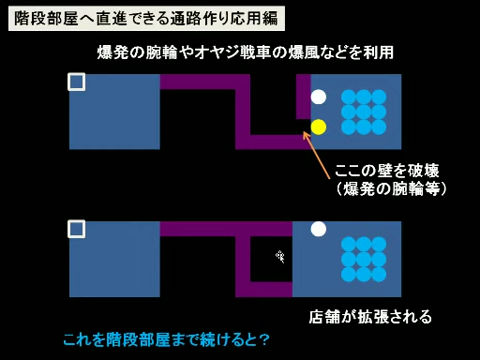 階段部屋へ直進できる通路作り応用編
爆発の腕輪やオヤジ戦車の爆風などを利用
ここの壁を破壊
（爆発の腕輪等）
店舗が拡張される
これを階段部屋まで続けると？